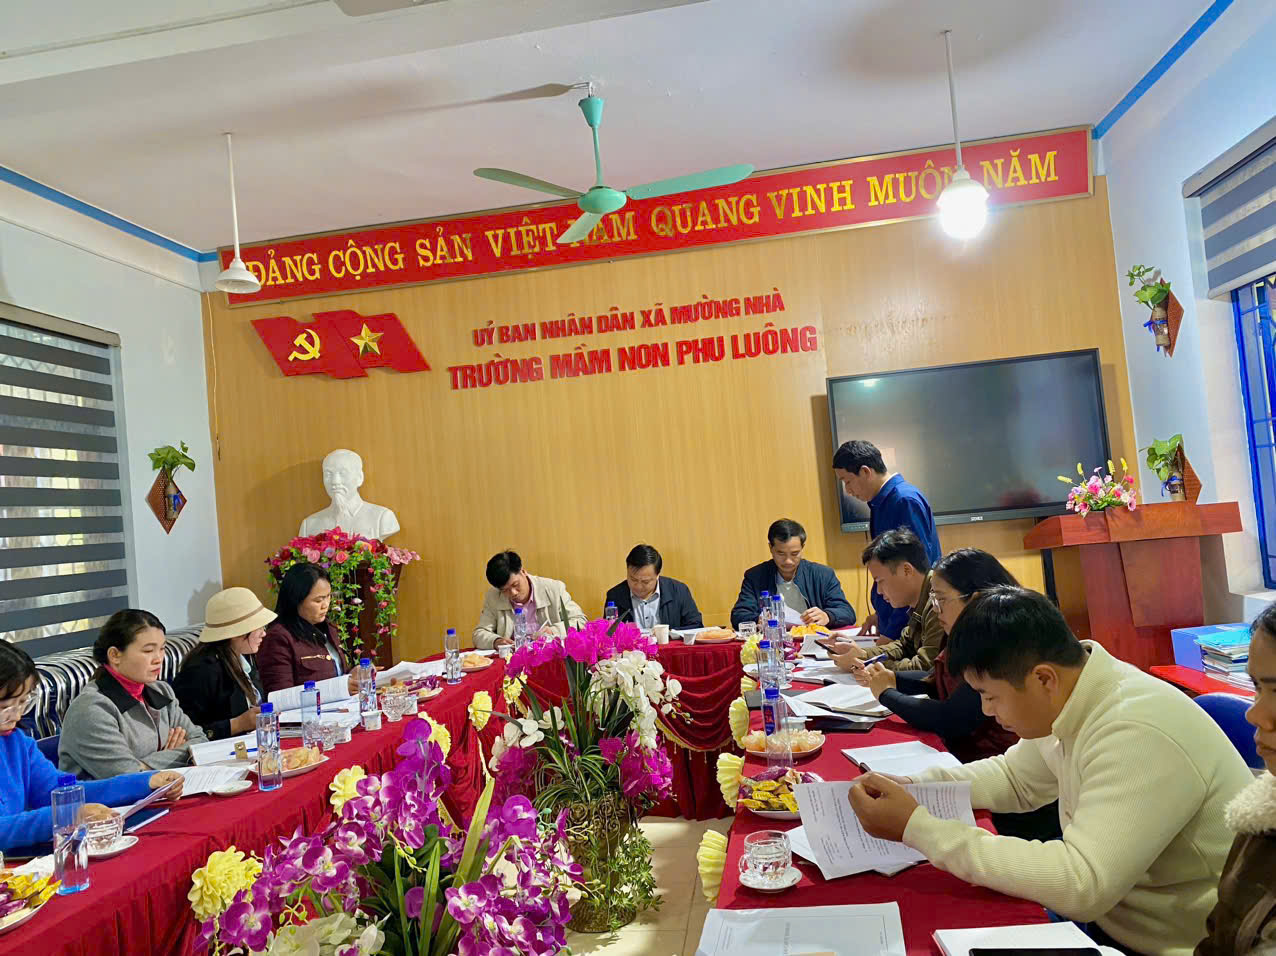 ĐẢNG CỘNG SẢN VIỆT NAM QUANG VINH MUÔN NĂM
ỦY BAN NHÂN DÂN XÃ MƯỜNG NHÀ
TRƯỜNG MẦM NON PHU LUÔNG